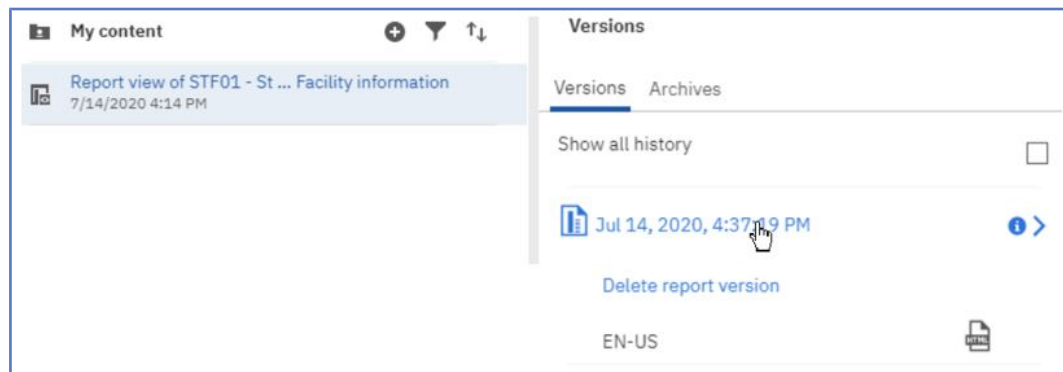 My content
Report view of STF01 - St ... Facility information
7/14/2020 4:14 PM
Versions
Versions Archives
Show all history
Jul 14, 2020, 4:37:19 PM
Delete report version
EN-US
HTML